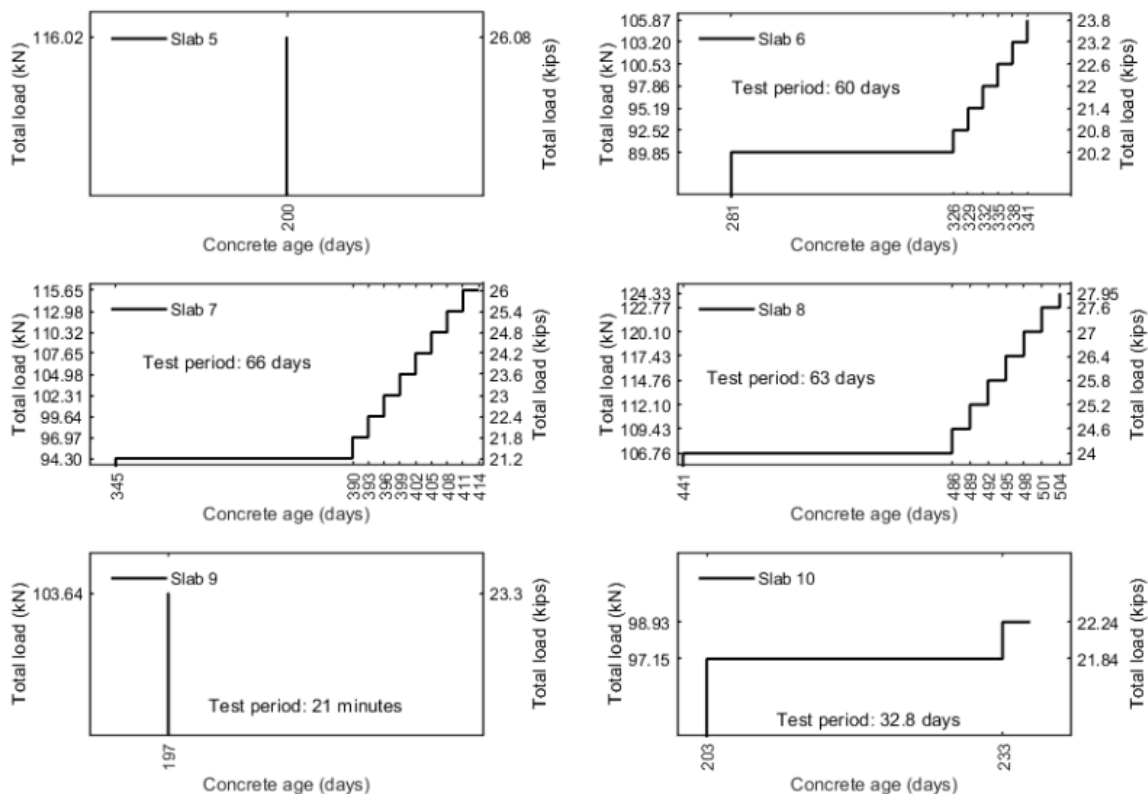 Total load (kN)
116.02
Slab 5
26.08
Total load (kips)
200
Concrete age (days)
Total load (kN)
105.87
103.20
100.53
97.86
95.19
92.52
89.85
Slab 6
Test period: 60 days
23.8
23.2
22.6
22
21.4
20.8
20.2
Total load (kips)
281
326
329
332
335
338
341
Concrete age (days)
Total load (kN)
115.65
112.98
110.32
107.65
104.98
102.31
99.64
96.97
94.30
Slab 7
Test period: 66 days
26
25.4
24.8
24.2
23.6
23
22.4
21.8
21.2
Total load (kips)
345
390
393
396
399
402
405
408
411
414
Concrete age (days)
Total load (kN)
124.33
122.77
120.10
117.43
114.76
112.10
109.43
106.76
Slab 8
Test period: 63 days
27.95
27.6
27
26.4
25.8
25.2
24.6
24
Total load (kips)
441
486
489
492
495
498
501
504
Concrete age (days)
Total load (kN)
103.64
Slab 9
Test period: 21 minutes
23.3
Total load (kips)
197
Concrete age (days)
Total load (kN)
98.93
97.15
Slab 10
Test period: 32.8 days
22.24
21.84
Total load (kips)
203
233
Concrete age (days)